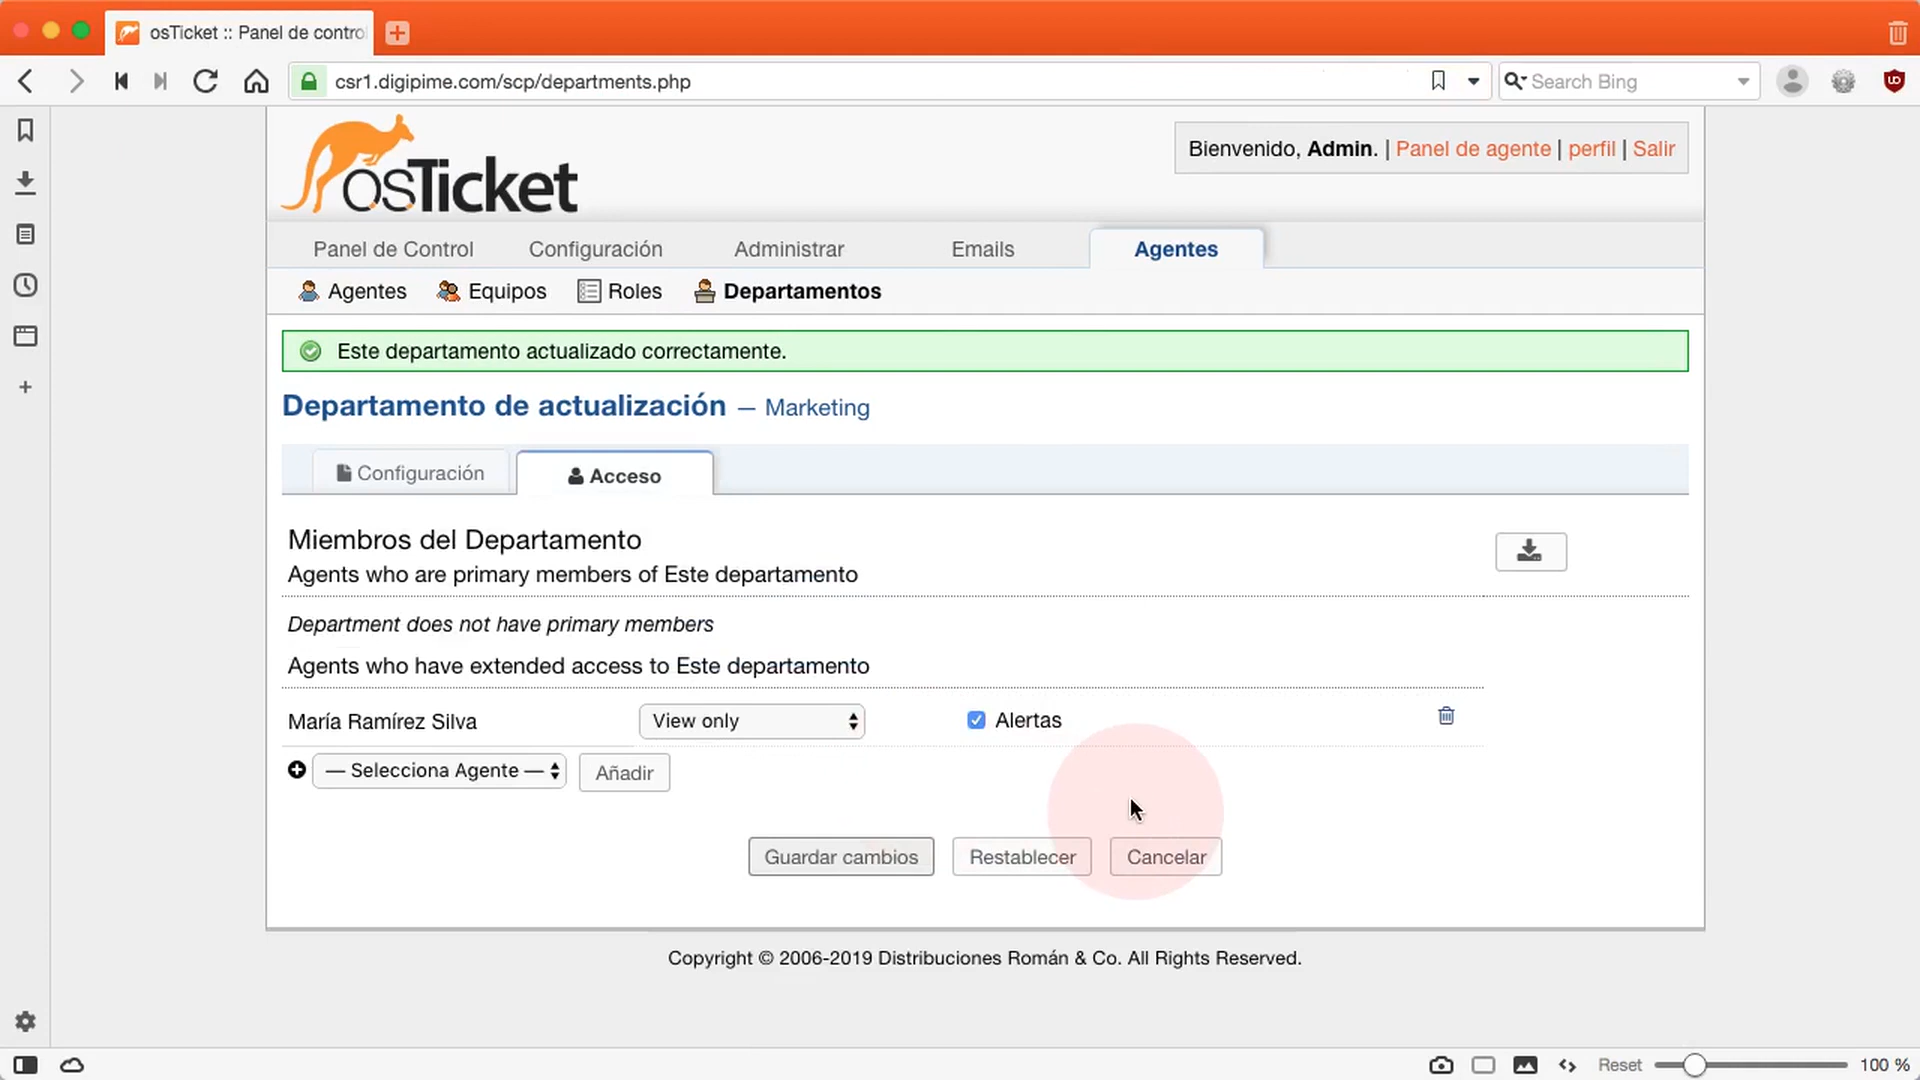 osTicket :: Panel de contro
csr1.digipime.com/scp/departments.php
Search Bing
osTicket
Bienvenido, Admin. | Panel de agente | perfil | Salir
Panel de Control Configuración Administrar Emails Agentes
Agentes Equipos Roles Departamentos
Este departamento actualizado correctamente.
Departamento de actualización — Marketing
Configuración Acceso
Miembros del Departamento
Agents who are primary members of Este departamento
Department does not have primary members
Agents who have extended access to Este departamento
María Ramírez Silva View only Alertas
— Selecciona Agente — Añadir
Guardar cambios Restablecer Cancelar
Copyright © 2006-2019 Distribuciones Román & Co. All Rights Reserved.
Reset 100 %